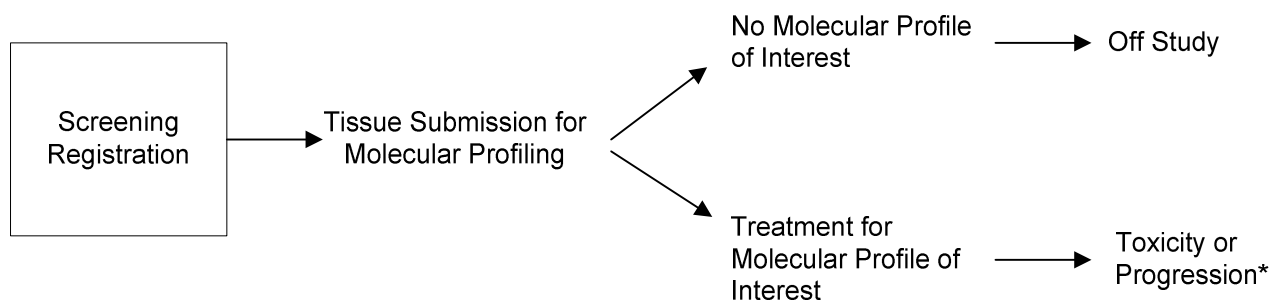 Screening
Registration
Tissue Submission for
Molecular Profiling
No Molecular Profile
of Interest
Off Study
Treatment for
Molecular Profile of
Interest
Toxicity or
Progression*